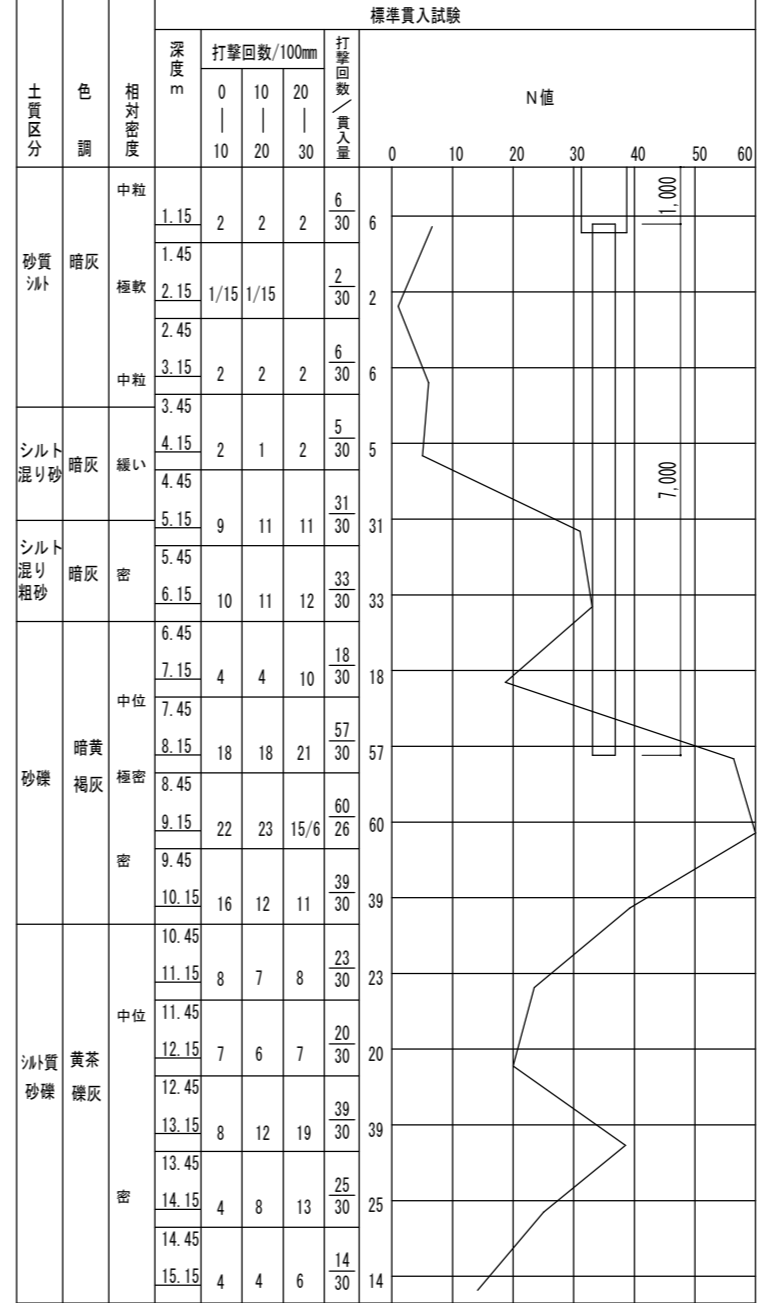 標準貫入試験
土質区分 色調 相対密度 深度 m 打撃回数/100mm 打撃回数/貫入量 N値
0 | 10 10 | 20 20 | 30
0 10 20 30 40 50 60
砂質シルト 暗灰
中粒
1.15 2 2 2 6/30 6
1.45
極軟
2.15 1/15 1/15 2/30 2
2.45
3.15 2 2 2 6/30 6
中粒
3.45
シルト混り砂 暗灰 緩い
4.15 2 1 2 5/30 5
4.45
5.15 9 11 11 31/30 31
シルト混り粗砂 暗灰 密
5.45
6.15 10 11 12 33/30 33
6.45
7.15 4 4 10 18/30 18
中位
7.45
砂礫 暗黄褐灰
8.15 18 18 21 57/30 57
極密
8.45
9.15 22 23 15/6 60/26 60
密
9.45
10.15 16 12 11 39/30 39
10.45
11.15 8 7 8 23/30 23
中位
11.45
シルト質砂礫 黄茶礫灰
12.15 7 6 7 20/30 20
12.45
13.15 8 12 19 39/30 39
13.45
密
14.15 4 8 13 25/30 25
14.45
15.15 4 4 6 14/30 14
1,000
7,000